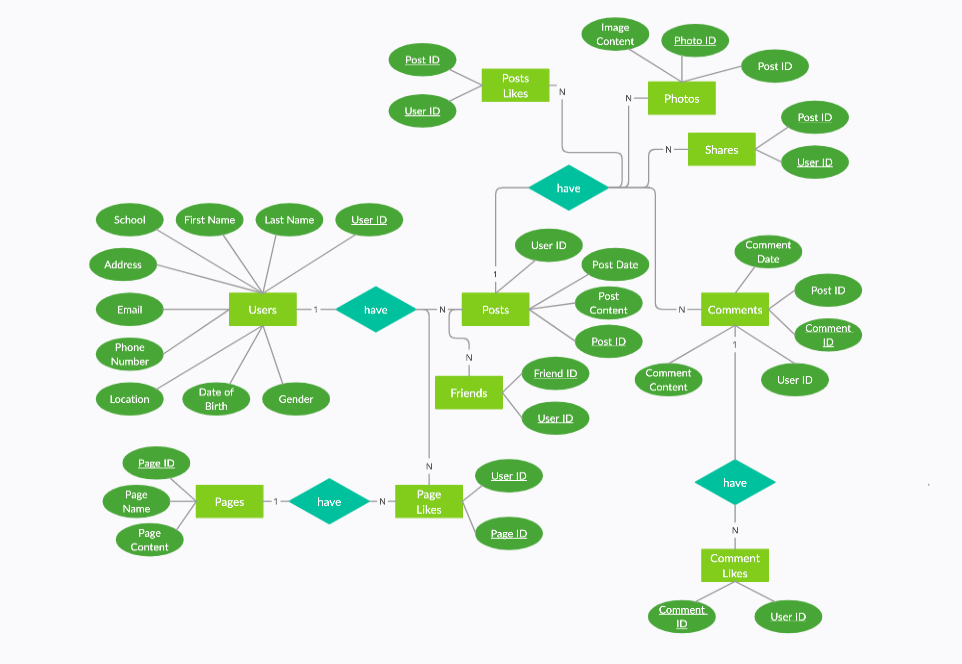 Image
Content
Photo ID
Post ID
Post ID
Posts
Likes
N
N
Photos
User ID
Post ID
N
Shares
User ID
have
School
First Name
Last Name
User ID
User ID
Comment
Date
Address
Post Date
1
Post ID
Post
Content
Email
Users
1
have
N
Posts
N
Comments
Comment
ID
Post ID
1
Phone
Number
N
Friend ID
Comment
Content
User ID
Location
Date of
Birth
Gender
Friends
User ID
Page ID
N
User ID
have
Page
Name
Pages
1
have
N
Page
Likes
Page
Content
Page ID
N
Comment
Likes
Comment
ID
User ID